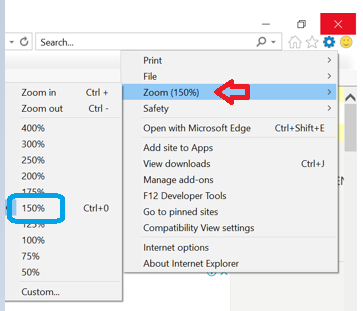 Search...
Print
File
Zoom (150%)
Safety
Open with Microsoft Edge Ctrl+Shift+E
Add site to Apps
View downloads Ctrl+J
Manage add-ons
F12 Developer Tools
Go to pinned sites
Compatibility View settings
Internet options
About Internet Explorer
Zoom in Ctrl +
Zoom out Ctrl -
400%
300%
250%
200%
175%
150% Ctrl+0
125%
100%
75%
50%
Custom...